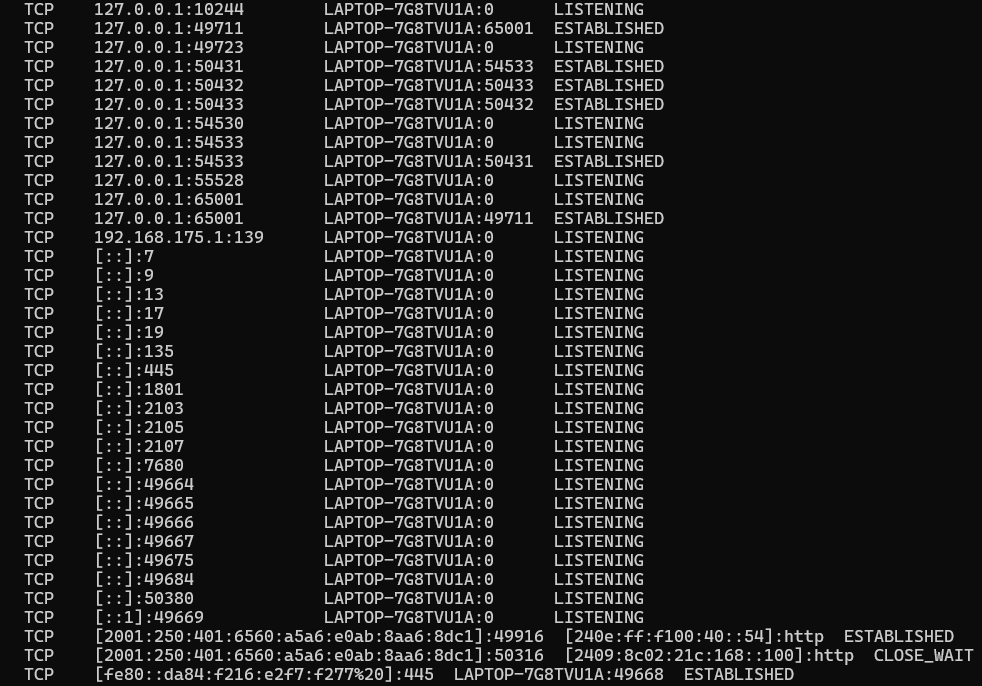 TCP    127.0.0.1:10244        LAPTOP-7G8TVU1A:0      LISTENING
TCP    127.0.0.1:49711        LAPTOP-7G8TVU1A:65001  ESTABLISHED
TCP    127.0.0.1:49723        LAPTOP-7G8TVU1A:0      LISTENING
TCP    127.0.0.1:50431        LAPTOP-7G8TVU1A:54533  ESTABLISHED
TCP    127.0.0.1:50432        LAPTOP-7G8TVU1A:50433  ESTABLISHED
TCP    127.0.0.1:50433        LAPTOP-7G8TVU1A:50432  ESTABLISHED
TCP    127.0.0.1:54530        LAPTOP-7G8TVU1A:0      LISTENING
TCP    127.0.0.1:54533        LAPTOP-7G8TVU1A:0      LISTENING
TCP    127.0.0.1:54533        LAPTOP-7G8TVU1A:50431  ESTABLISHED
TCP    127.0.0.1:55528        LAPTOP-7G8TVU1A:0      LISTENING
TCP    127.0.0.1:65001        LAPTOP-7G8TVU1A:0      LISTENING
TCP    127.0.0.1:65001        LAPTOP-7G8TVU1A:49711  ESTABLISHED
TCP    192.168.175.1:139      LAPTOP-7G8TVU1A:0      LISTENING
TCP    [::]:7                 LAPTOP-7G8TVU1A:0      LISTENING
TCP    [::]:9                 LAPTOP-7G8TVU1A:0      LISTENING
TCP    [::]:13                LAPTOP-7G8TVU1A:0      LISTENING
TCP    [::]:17                LAPTOP-7G8TVU1A:0      LISTENING
TCP    [::]:19                LAPTOP-7G8TVU1A:0      LISTENING
TCP    [::]:135               LAPTOP-7G8TVU1A:0      LISTENING
TCP    [::]:445               LAPTOP-7G8TVU1A:0      LISTENING
TCP    [::]:1801              LAPTOP-7G8TVU1A:0      LISTENING
TCP    [::]:2103              LAPTOP-7G8TVU1A:0      LISTENING
TCP    [::]:2105              LAPTOP-7G8TVU1A:0      LISTENING
TCP    [::]:2107              LAPTOP-7G8TVU1A:0      LISTENING
TCP    [::]:7680              LAPTOP-7G8TVU1A:0      LISTENING
TCP    [::]:49664             LAPTOP-7G8TVU1A:0      LISTENING
TCP    [::]:49665             LAPTOP-7G8TVU1A:0      LISTENING
TCP    [::]:49666             LAPTOP-7G8TVU1A:0      LISTENING
TCP    [::]:49667             LAPTOP-7G8TVU1A:0      LISTENING
TCP    [::]:49675             LAPTOP-7G8TVU1A:0      LISTENING
TCP    [::]:49684             LAPTOP-7G8TVU1A:0      LISTENING
TCP    [::]:50380             LAPTOP-7G8TVU1A:0      LISTENING
TCP    [::1]:49669            LAPTOP-7G8TVU1A:0      LISTENING
TCP    [2001:250:401:6560:a5a6:e0ab:8aa6:8dc1]:49916  [240e:ff:f100:40::54]:http  ESTABLISHED
TCP    [2001:250:401:6560:a5a6:e0ab:8aa6:8dc1]:50316  [2409:8c02:21c:168::100]:http  CLOSE_WAIT
TCP    [fe80::da84:f216:e2f7:f277%20]:445  LAPTOP-7G8TVU1A:49668  ESTABLISHED